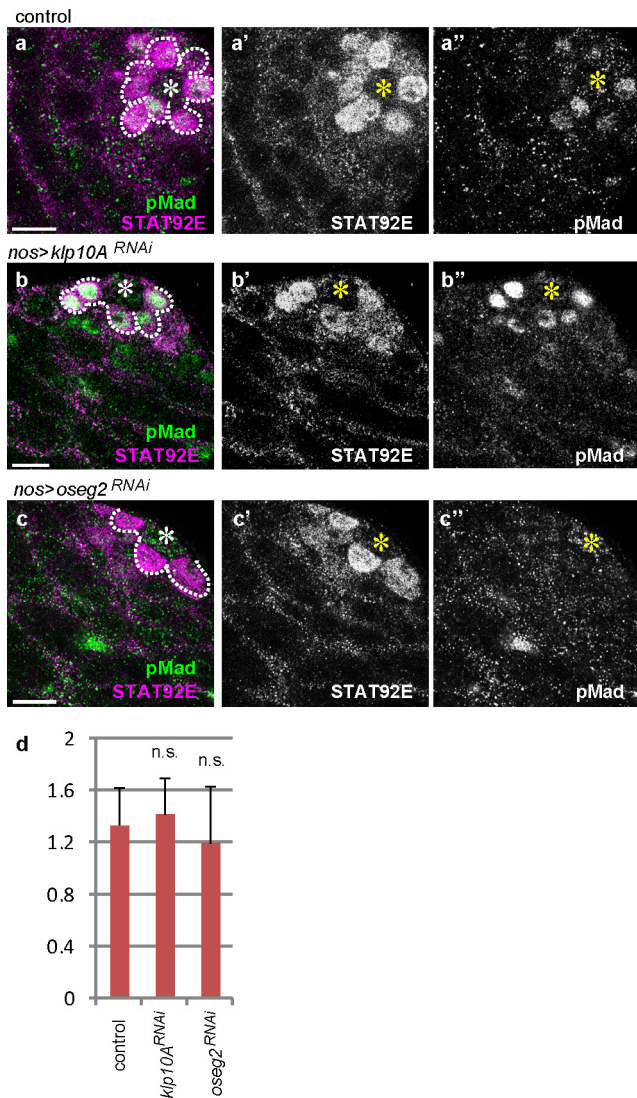 control
a a' a''
* * *
pMad
STAT92E STAT92E pMad
nos>klp10A RNAi
b b' b''
* * *
pMad
STAT92E STAT92E pMad
nos>oseg2 RNAi
c c' c''
* * *
pMad
STAT92E STAT92E pMad
d
2
1.6
1.2
0.8
0.4
0
n.s. n.s.
control klp10A RNAi oseg2 RNAi